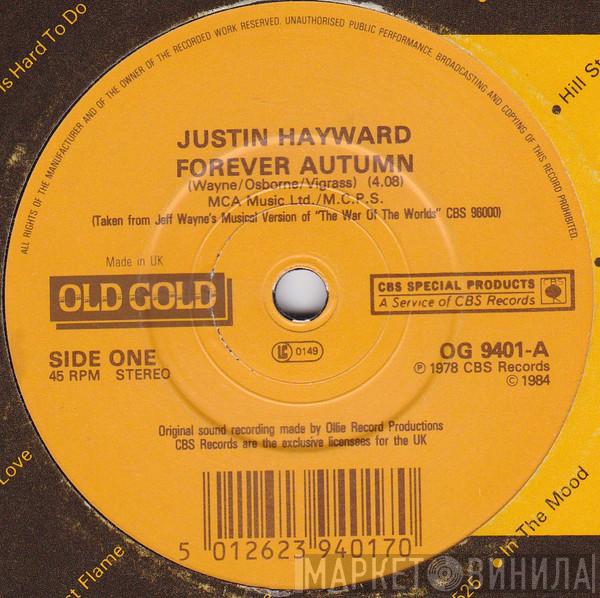 is Hard To Do
Hill St
ALL RIGHTS OF THE MANUFACTURER AND OF THE OWNER OF THE RECORDED WORK RESERVED. UNAUTHORISED PUBLIC PERFORMANCE, BROADCASTING AND COPYING OF THIS RECORD PROHIBITED.
JUSTIN HAYWARD
FOREVER AUTUMN
(Wayne/Osborne/Vigrass) (4.08)
MCA Music Ltd./M.C.P.S.
(Taken from Jeff Wayne's Musical Version of "The War Of The Worlds" CBS 96000)
Made in UK
OLD GOLD
CBS SPECIAL PRODUCTS
A Service of CBS Records
SIDE ONE
45 RPM STEREO
LC 0149
OG 9401-A
℗ 1978 CBS Records
© 1984
Original sound recording made by Ollie Record Productions
CBS Records are the exclusive licensees for the UK
5 012623 940170
Love
st Flame
525
In The Mood
МАРКЕТ ВИНИЛА